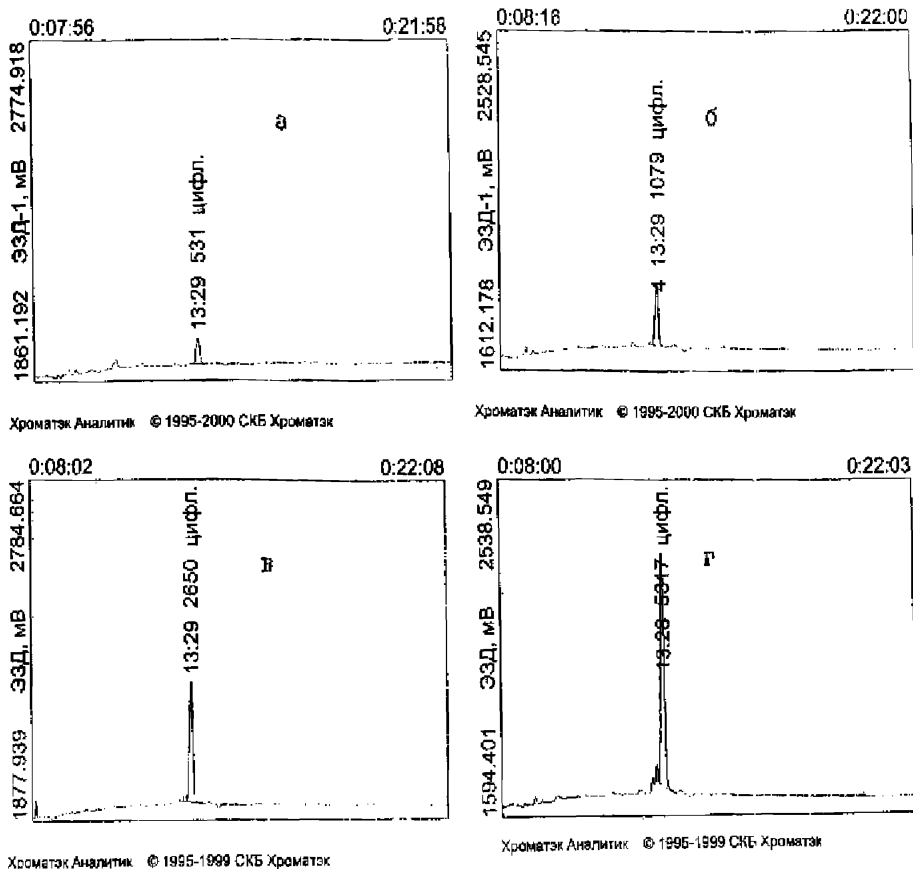 0:07:56 0:21:58
2774.918
ЭЗД-1, мВ
1861.192
а
13:29 531 цифл.
Хроматэк Аналитик © 1995-2000 СКБ Хроматэк
0:08:16 0:22:00
2528.545
ЭЗД-1, мВ
1612.178
б
13:29 1079 цифл.
Хроматэк Аналитик © 1995-2000 СКБ Хроматэк
0:08:02 0:22:08
2784.664
ЭЗД, мВ
1877.939
в
13:29 2650 цифл.
Хроматэк Аналитик © 1995-1999 СКБ Хроматэк
0:08:00 0:22:03
2538.549
ЭЗД, мВ
1594.401
г
цифл.
Хроматэк Аналитик © 1995-1999 СКБ Хроматэк